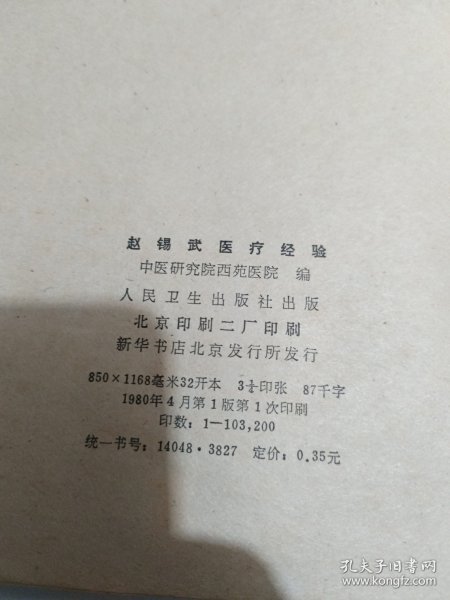 赵锡武医疗经验
中医研究院西苑医院 编
人民卫生出版社出版
北京印刷二厂印刷
新华书店北京发行所发行
850×1168毫米32开本 3¼印张 87千字
1980年4月第1版第1次印刷
印数：1—103,200
统一书号：14048·3827 定价：0.35元
孔夫子旧书网
www.kongfz.com